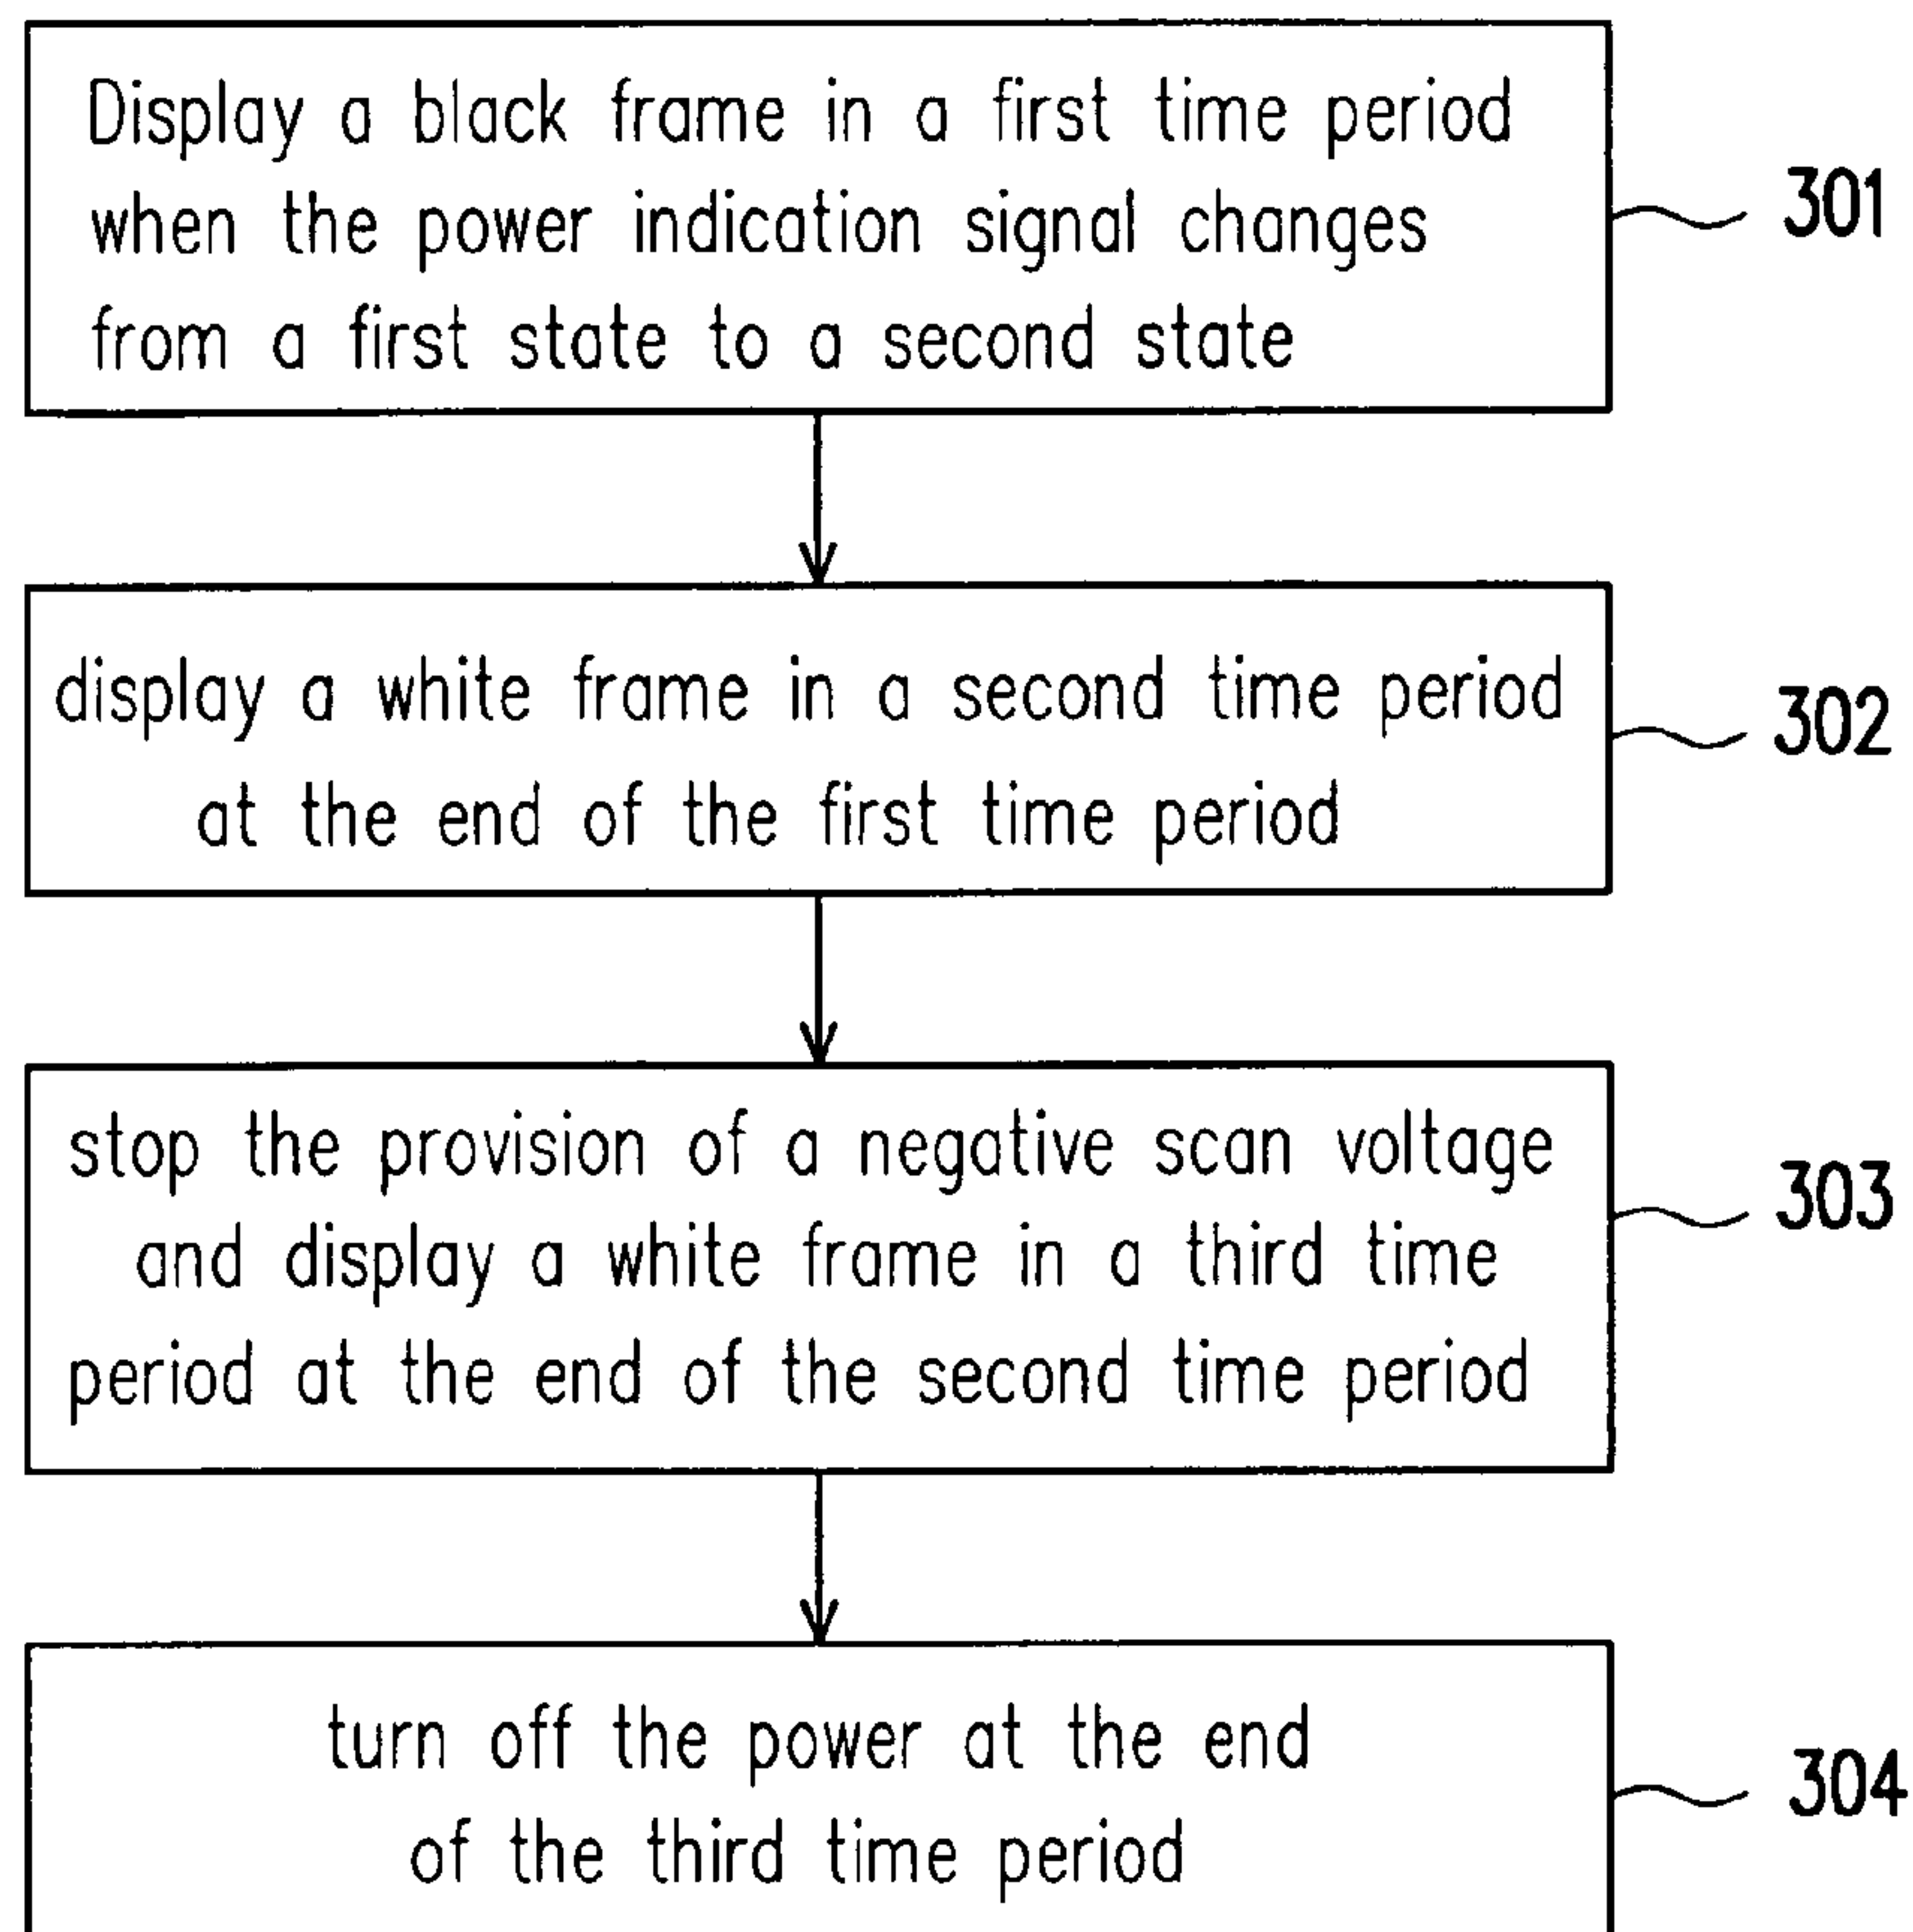 Display a black frame in a first time period
when the power indication signal changes
from a first state to a second state
301
display a white frame in a second time period
at the end of the first time period
302
stop the provision of a negative scan voltage
and display a white frame in a third time
period at the end of the second time period
303
turn off the power at the end
of the third time period
304